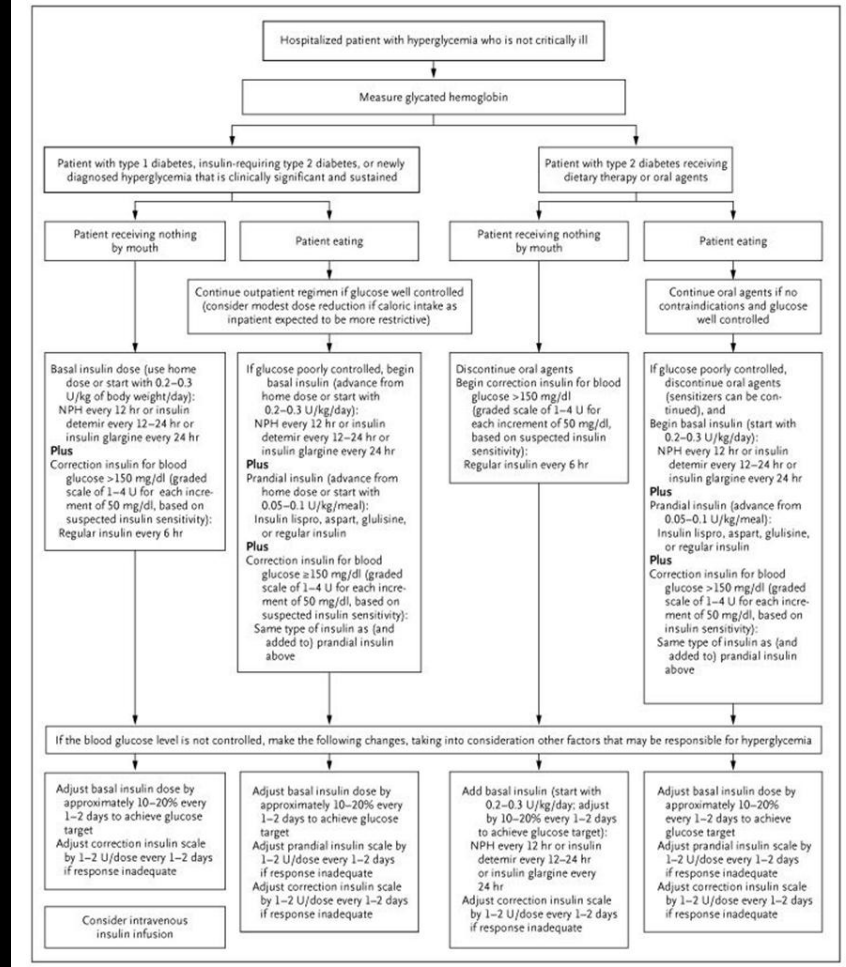 Hospitalized patient with hyperglycemia who is not critically ill
Measure glycated hemoglobin
Patient with type 1 diabetes, insulin-requiring type 2 diabetes, or newly
diagnosed hyperglycemia that is clinically significant and sustained
Patient with type 2 diabetes receiving
dietary therapy or oral agents
Patient receiving nothing
by mouth
Patient eating
Patient receiving nothing
by mouth
Patient eating
Continue outpatient regimen if glucose well controlled
(consider modest dose reduction if caloric intake as
inpatient expected to be more restrictive)
Continue oral agents if no
contraindications and glucose
well controlled
Basal insulin dose (use home
dose or start with 0.2–0.3
U/kg of body weight/day):
NPH every 12 hr or insulin
detemir every 12–24 hr or
insulin glargine every 24 hr
Plus
Correction insulin for blood
glucose >150 mg/dl (graded
scale of 1–4 U for each incre-
ment of 50 mg/dl, based on
suspected insulin sensitivity):
Regular insulin every 6 hr
If glucose poorly controlled, begin
basal insulin (advance from
home dose or start with
0.2–0.3 U/kg/day):
NPH every 12 hr or insulin
detemir every 12–24 hr or
insulin glargine every 24 hr
Plus
Prandial insulin (advance from
home dose or start with
0.05–0.1 U/kg/meal):
Insulin lispro, aspart, glulisine,
or regular insulin
Plus
Correction insulin for blood
glucose ≥150 mg/dl (graded
scale of 1–4 U for each incre-
ment of 50 mg/dl, based on
suspected insulin sensitivity):
Same type of insulin as (and
added to) prandial insulin
above
Discontinue oral agents
Begin correction insulin for blood
glucose >150 mg/dl
(graded scale of 1–4 U for
each increment of 50 mg/dl,
based on suspected insulin
sensitivity):
Regular insulin every 6 hr
If glucose poorly controlled,
discontinue oral agents
(sensitizers can be con-
tinued), and
Begin basal insulin (start with
0.2–0.3 U/kg/day):
NPH every 12 hr or insulin
detemir every 12–24 hr or
insulin glargine every 24 hr
Plus
Prandial insulin (advance from
0.05–0.1 U/kg/meal):
Insulin lispro, aspart, glulisine,
or regular insulin
Plus
Correction insulin for blood
glucose >150 mg/dl (graded
scale of 1–4 U for each incre-
ment of 50 mg/dl, based on
insulin sensitivity):
Same type of insulin as (and
added to) prandial insulin
above
If the blood glucose level is not controlled, make the following changes, taking into consideration other factors that may be responsible for hyperglycemia
Adjust basal insulin dose by
approximately 10–20% every
1–2 days to achieve glucose
target
Adjust correction insulin scale
by 1–2 U/dose every 1–2 days
if response inadequate
Consider intravenous
insulin infusion
Adjust basal insulin dose by
approximately 10–20% every
1–2 days to achieve glucose
target
Adjust prandial insulin scale by
1–2 U/dose every 1–2 days
if response inadequate
Adjust correction insulin scale
by 1–2 U/dose every 1–2 days
if response inadequate
Add basal insulin (start with
0.2–0.3 U/kg/day; adjust
by 10–20% every 1–2 days
to achieve glucose target):
NPH every 12 hr or insulin
detemir every 12–24 hr
or insulin glargine every
24 hr
Adjust correction insulin scale
by 1–2 U/dose every 1–2 days
if response inadequate
Adjust basal insulin dose by
approximately 10–20%
every 1–2 days to achieve
glucose target
Adjust prandial insulin scale by
1–2 U/dose every 1–2 days
if response inadequate
Adjust correction insulin scale
by 1–2 U/dose every 1–2 days
if response inadequate